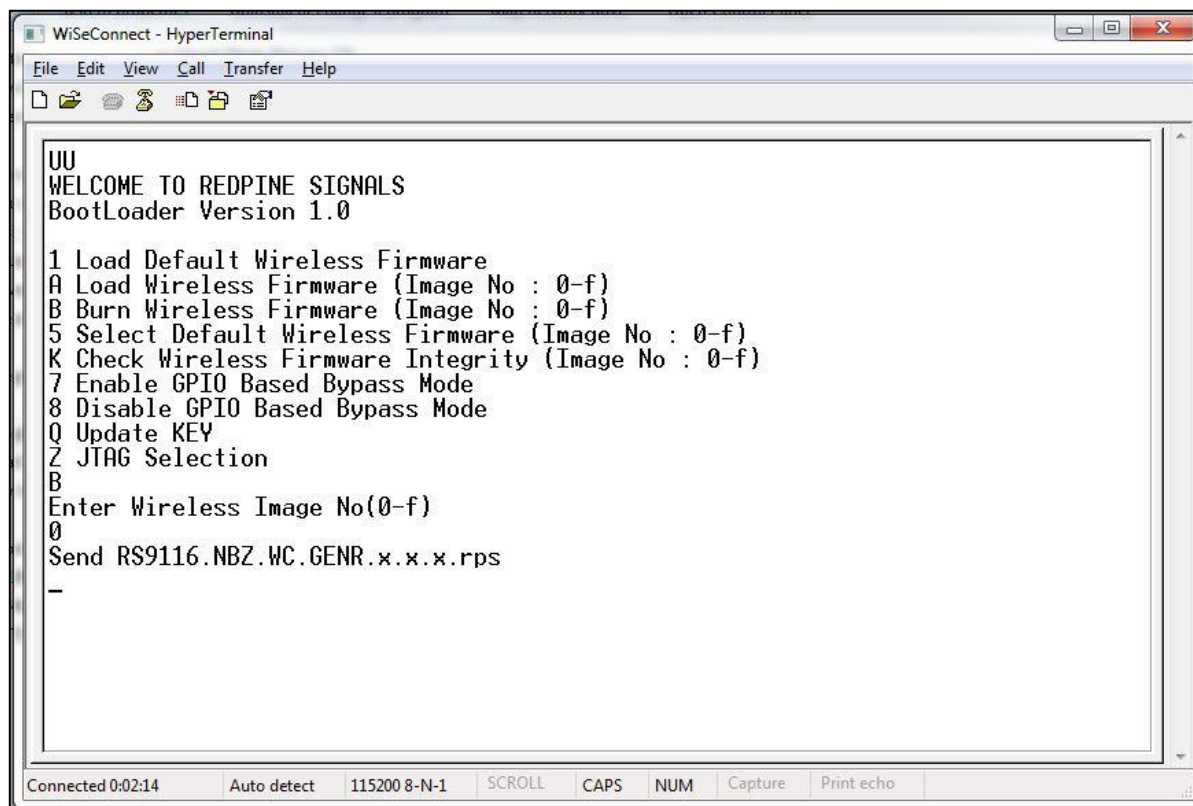 WiSeConnect - HyperTerminal
File Edit View Call Transfer Help
UU
WELCOME TO REDPINE SIGNALS
BootLoader Version 1.0
1 Load Default Wireless Firmware
A Load Wireless Firmware (Image No : 0-f)
B Burn Wireless Firmware (Image No : 0-f)
5 Select Default Wireless Firmware (Image No : 0-f)
K Check Wireless Firmware Integrity (Image No : 0-f)
7 Enable GPIO Based Bypass Mode
8 Disable GPIO Based Bypass Mode
Q Update KEY
Z JTAG Selection
B
Enter Wireless Image No(0-f)
0
Send RS9116.NBZ.WC.GENR.x.x.x.rps
_
Connected 0:02:14 Auto detect 115200 8-N-1 SCROLL CAPS NUM Capture Print echo